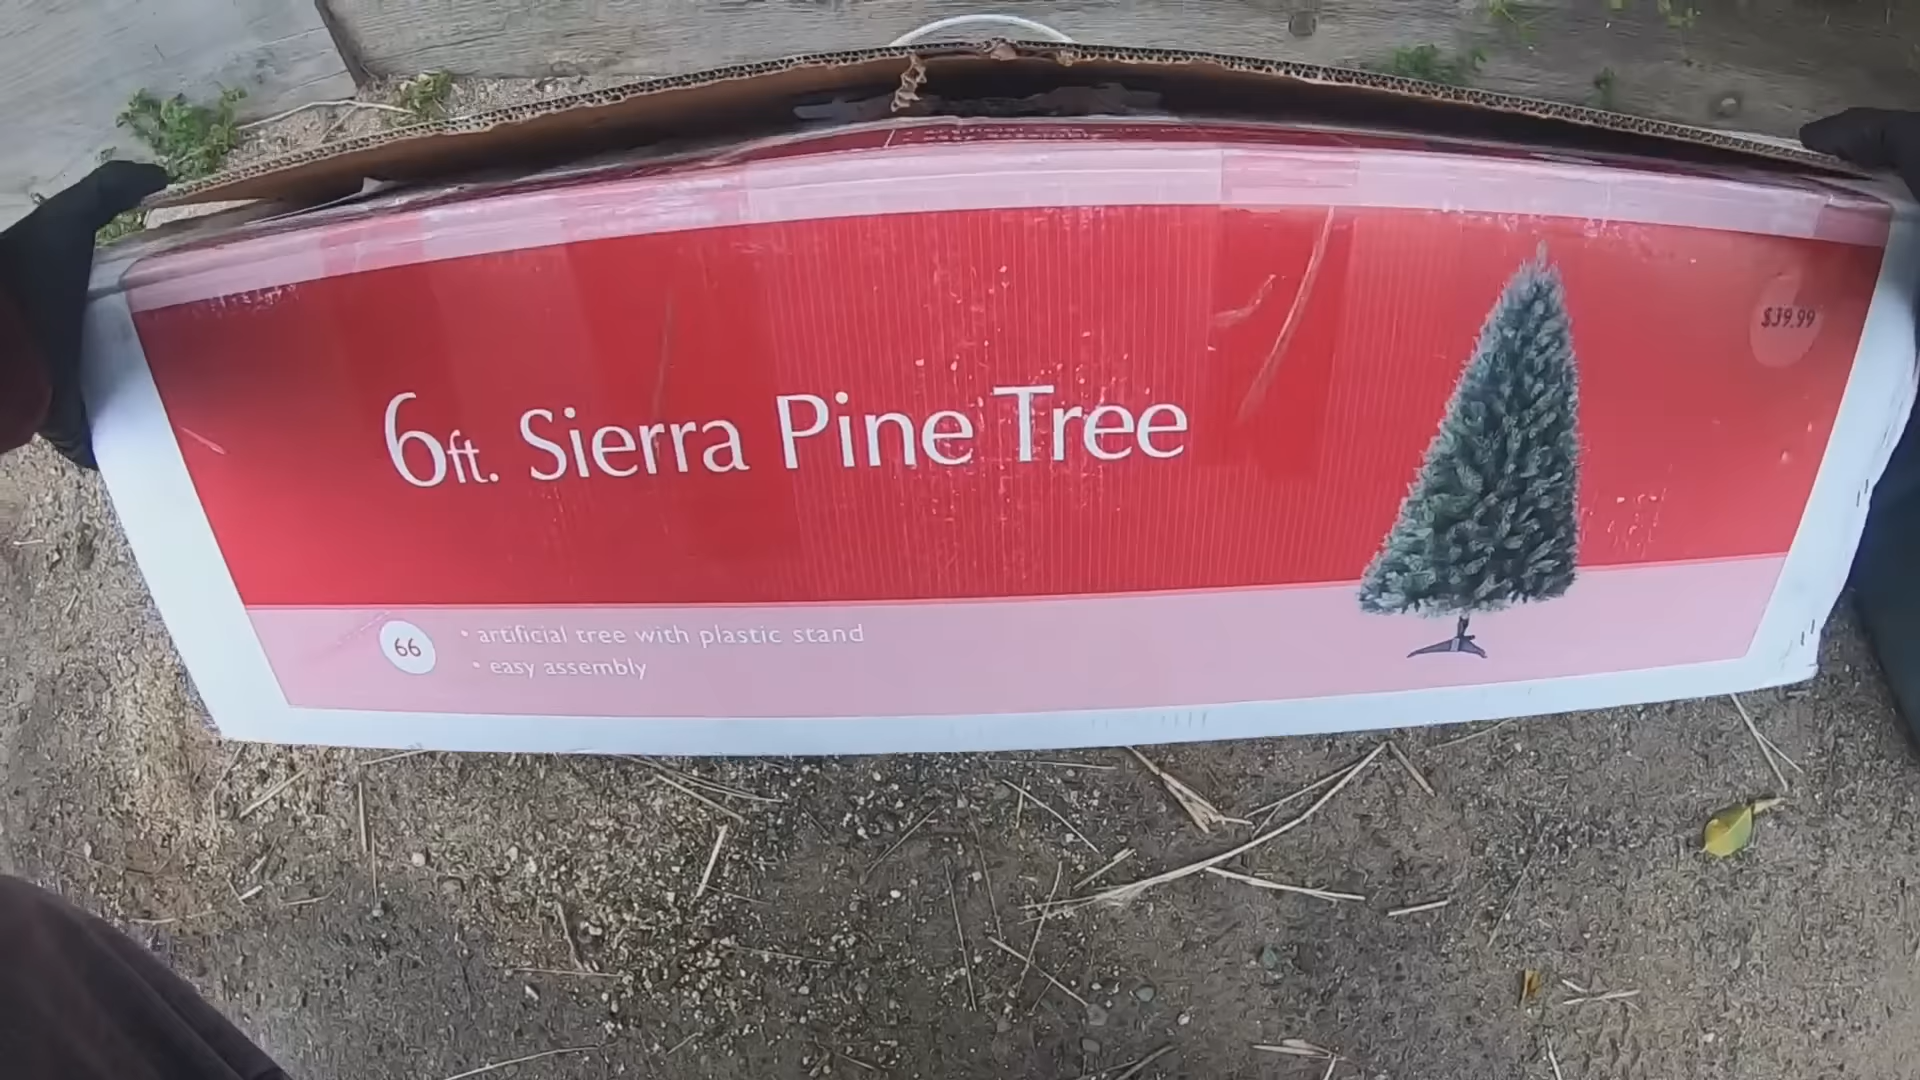 $39.99
6ft. Sierra Pine Tree
66
• artificial tree with plastic stand
• easy assembly